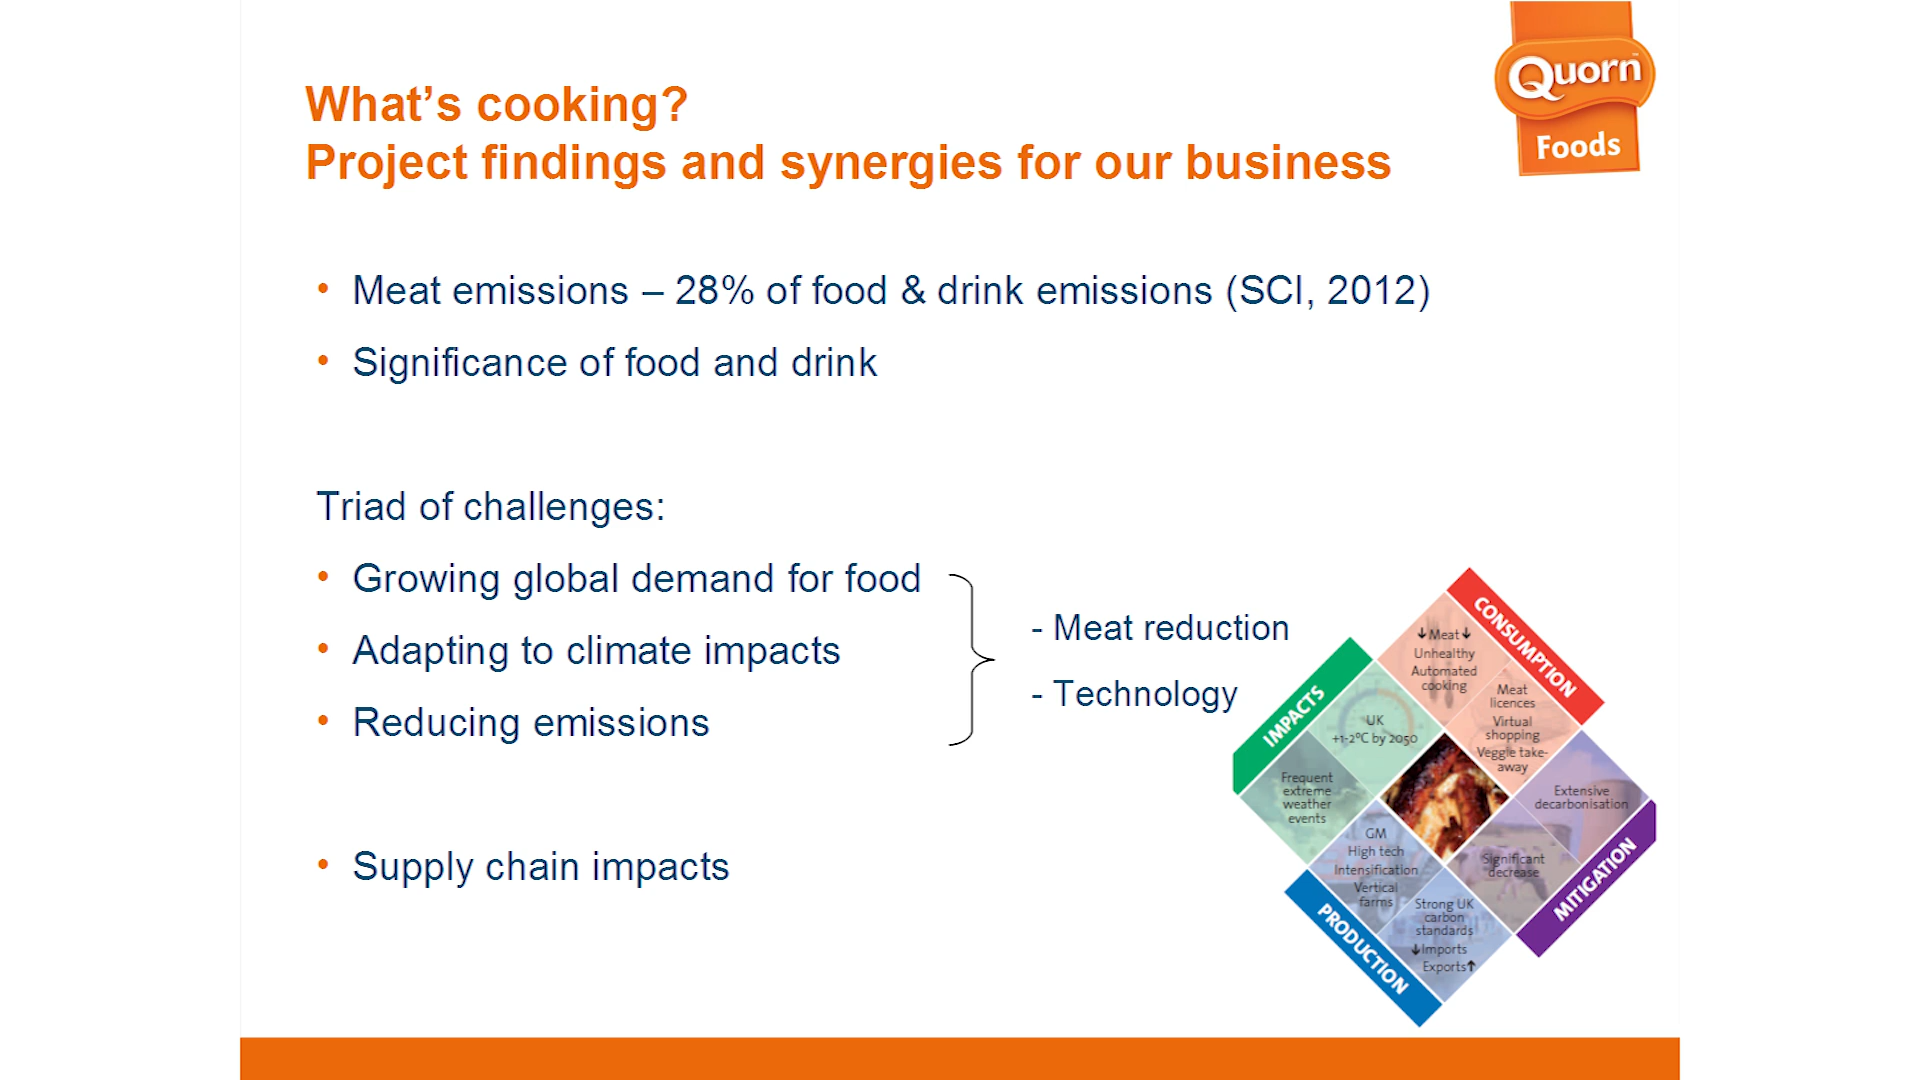 Quorn™
Foods
What’s cooking?
Project findings and synergies for our business
• Meat emissions – 28% of food & drink emissions (SCI, 2012)
• Significance of food and drink
Triad of challenges:
• Growing global demand for food
• Adapting to climate impacts
• Reducing emissions
- Meat reduction
- Technology
• Supply chain impacts
CONSUMPTION
↓Meat↓
Unhealthy
Automated
cooking
Meat
licences
Virtual
shopping
Veggie take-
away
IMPACTS
UK
+1-2°C by 2050
Frequent
extreme
weather
events
Extensive
decarbonisation
Significant
decrease
MITIGATION
GM
High tech
Intensification
Vertical
farms
Strong UK
carbon
standards
↓Imports
Exports↑
PRODUCTION